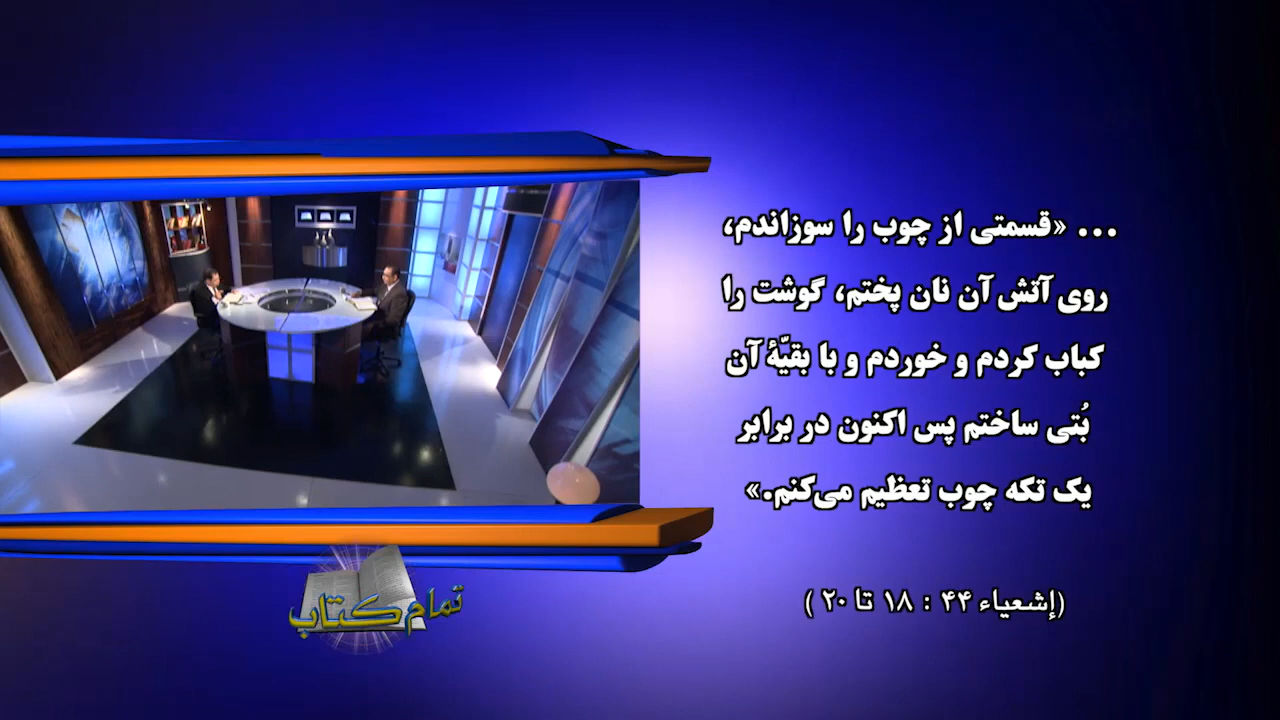 ... «قسمتی از چوب را سوزاندم،
روی آتش آن نان پختم، گوشت را
کباب کردم و خوردم و با بقیّهٔ آن
بُتی ساختم پس اکنون در برابر
یک تکه چوب تعظیم می‌کنم.»
(إشعیاء ۴۴ : ۱۸ تا ۲۰ )
تمام کتاب